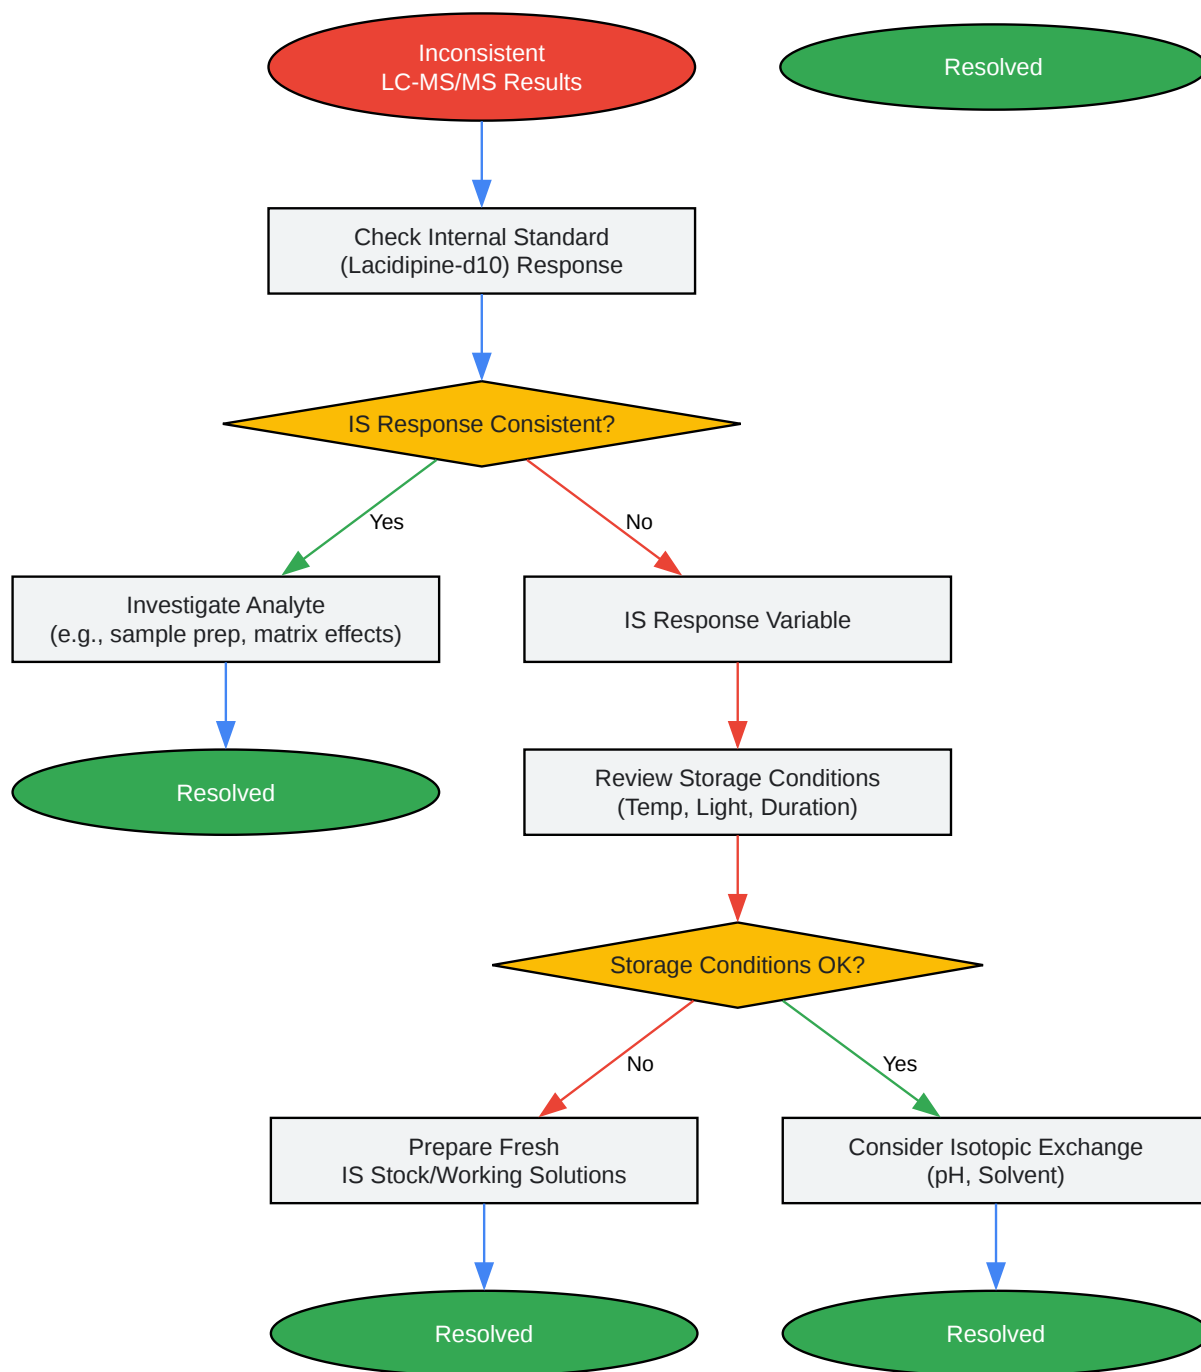 Inconsistent
LC-MS/MS Results
Resolved
Check Internal Standard
(Lacidipine-d10) Response
IS Response Consistent?
Yes
No
Investigate Analyte
(e.g., sample prep, matrix effects)
IS Response Variable
Resolved
Review Storage Conditions
(Temp, Light, Duration)
Storage Conditions OK?
No
Yes
Prepare Fresh
IS Stock/Working Solutions
Consider Isotopic Exchange
(pH, Solvent)
Resolved
Resolved